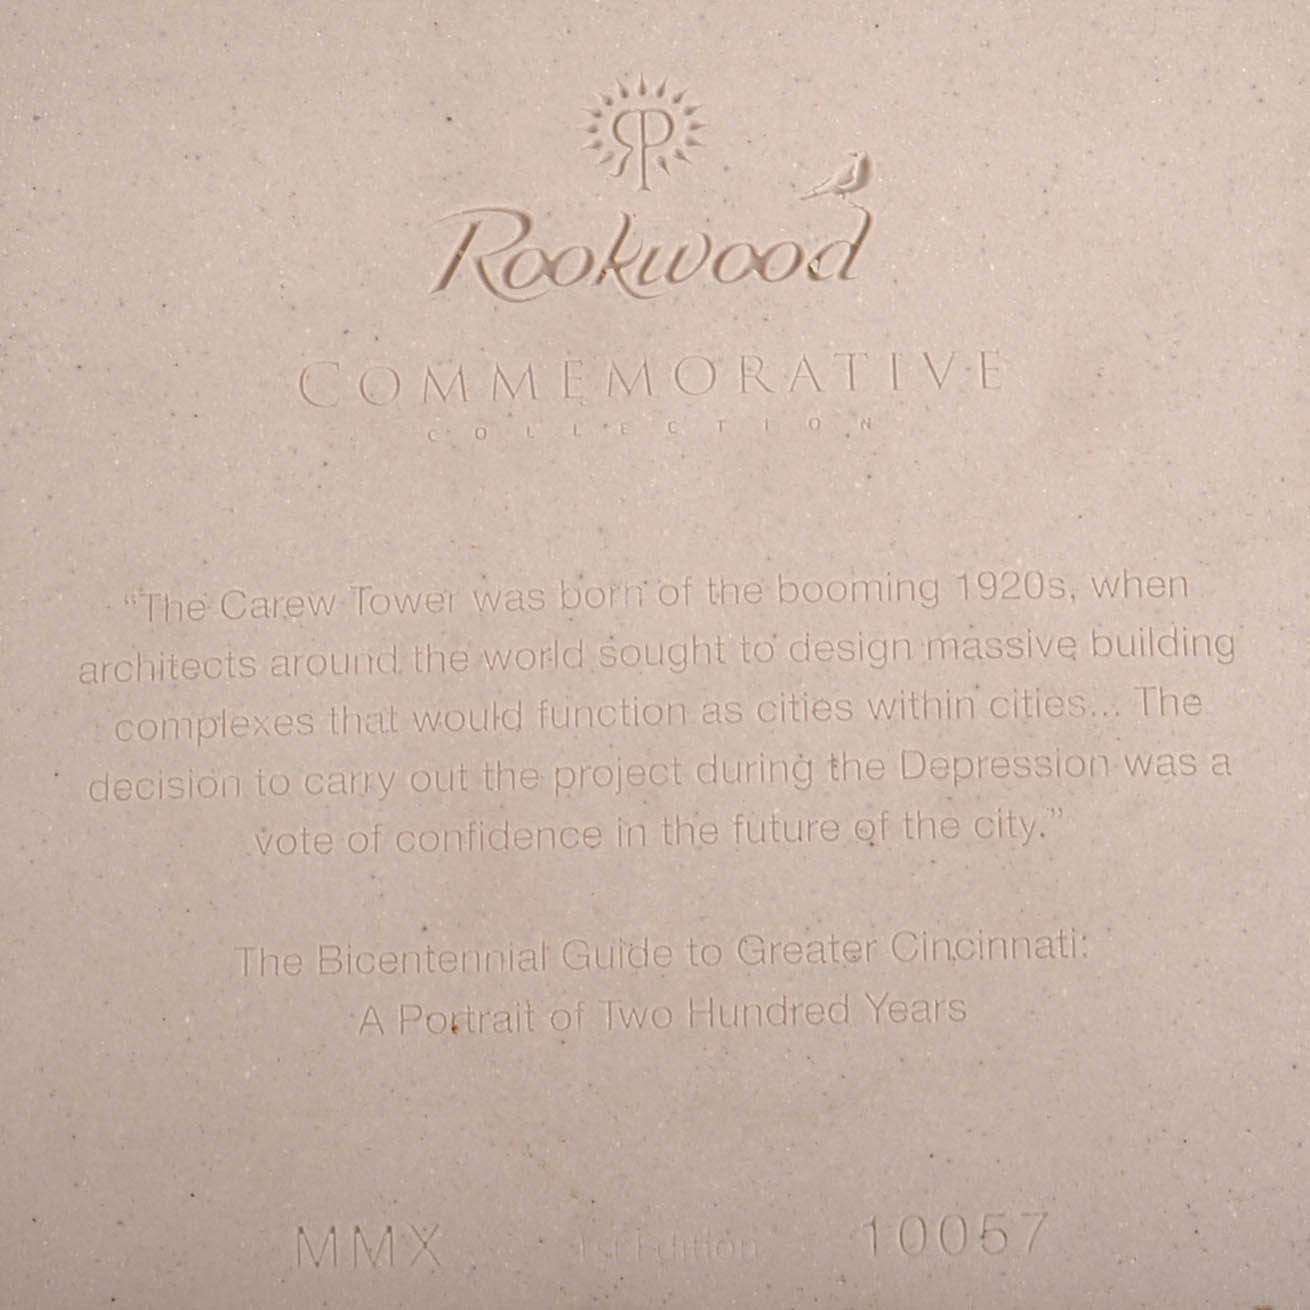 RP
Rookwood
COMMEMORATIVE
COLLECTION
“The Carew Tower was born of the booming 1920s, when
architects around the world sought to design massive building
complexes that would function as cities within cities... The
decision to carry out the project during the Depression was a
vote of confidence in the future of the city.”
The Bicentennial Guide to Greater Cincinnati:
A Portrait of Two Hundred Years
MMX 1st Edition 10057